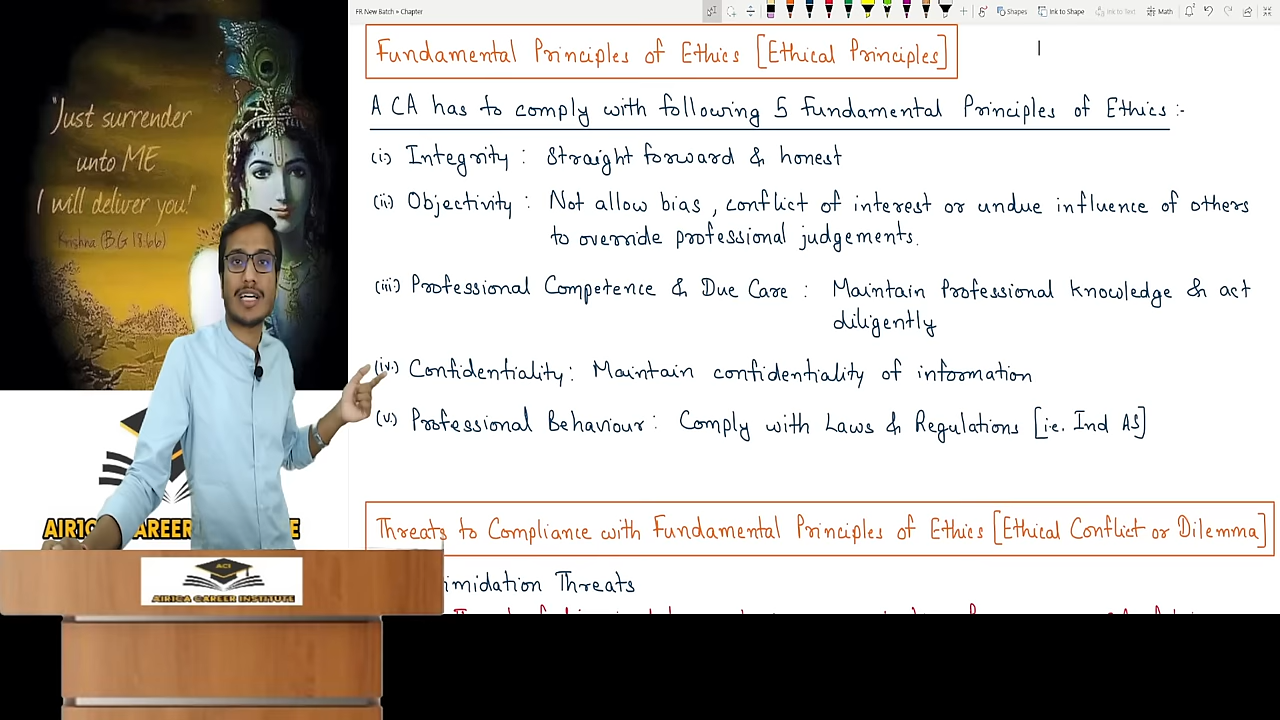 FR New Batch » Chapter
Shapes
Ink to Shape
Ink to Text
Math
"Just surrender
unto ME
I will deliver you!"
Krishna (BG 18:66)
Fundamental Principles of Ethics [Ethical Principles]
A CA has to comply with following 5 Fundamental Principles of Ethics :-
(i) Integrity : Straight forward & honest
(ii) Objectivity : Not allow bias, conflict of interest or undue influence of others
to override professional judgements.
(iii) Professional Competence & Due Care : Maintain Professional knowledge & act
diligently
(iv) Confidentiality : Maintain confidentiality of information
(v) Professional Behaviour : Comply with Laws & Regulations [i.e. Ind AS]
Threats to Compliance with Fundamental Principles of Ethics [Ethical Conflict or Dilemma]
Threats
ACI
AIR1CA CAREER INSTITUTE